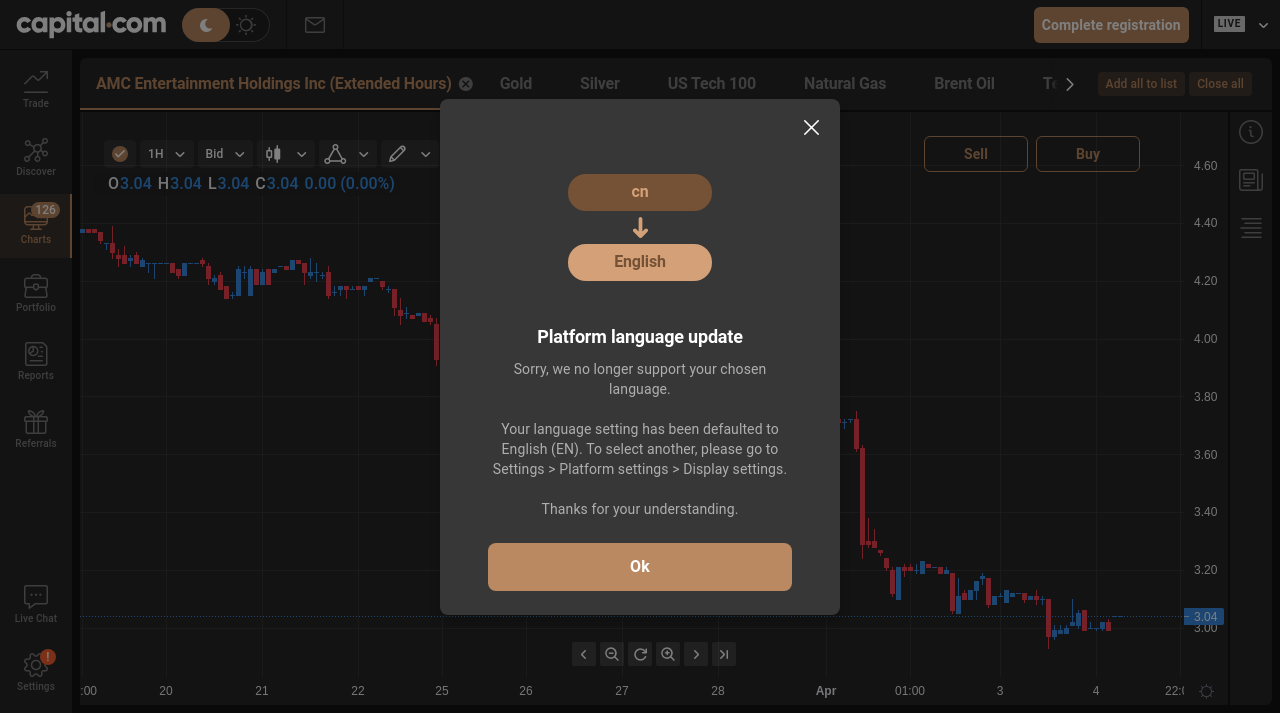 capital.com
Complete registration
LIVE
Trade
Discover
126
Charts
Portfolio
Reports
Referrals
Live Chat
!
Settings
AMC Entertainment Holdings Inc (Extended Hours)
Gold
Silver
US Tech 100
Natural Gas
Brent Oil
Add all to list
Close all
1H
Bid
Sell
Buy
O3.04 H3.04 L3.04 C3.04 0.00 (0.00%)
cn
English
Platform language update
Sorry, we no longer support your chosen
language.
Your language setting has been defaulted to
English (EN). To select another, please go to
Settings > Platform settings > Display settings.
Thanks for your understanding.
Ok
4.60
4.40
4.20
4.00
3.80
3.60
3.40
3.20
3.04
3.00
:00
20
21
22
25
26
27
28
Apr
01:00
3
4